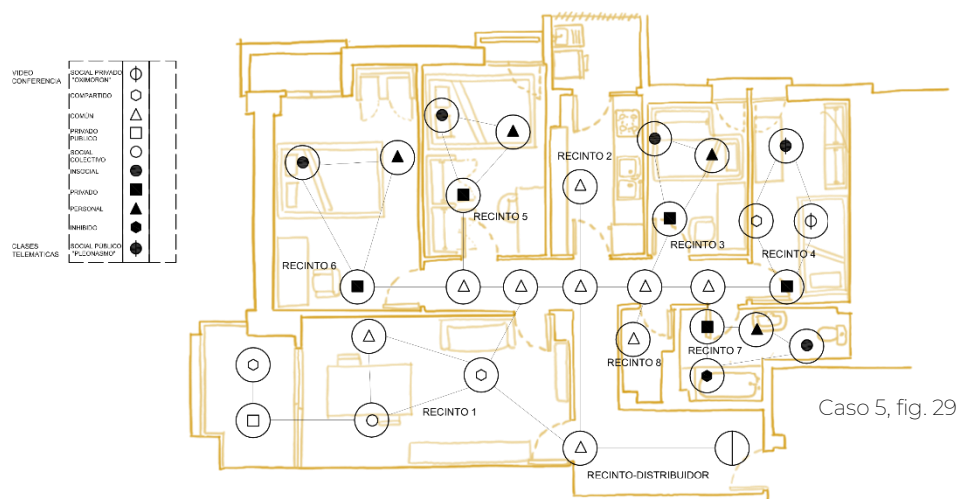 VIDEO
CONFERENCIA
SOCIAL PRIVADO
"OXIMORON"
COMPARTIDO
COMÚN
PRIVADO
PUBLICO
SOCIAL
COLECTIVO
INSOCIAL
PRIVADO
PERSONAL
INHIBIDO
CLASES
TELEMATICAS
SOCIAL PÚBLICO
"PLEONASMO"
RECINTO 2
RECINTO 5
RECINTO 3
RECINTO 4
RECINTO 6
RECINTO 8
RECINTO 7
RECINTO 1
Caso 5, fig. 29
RECINTO-DISTRIBUIDOR